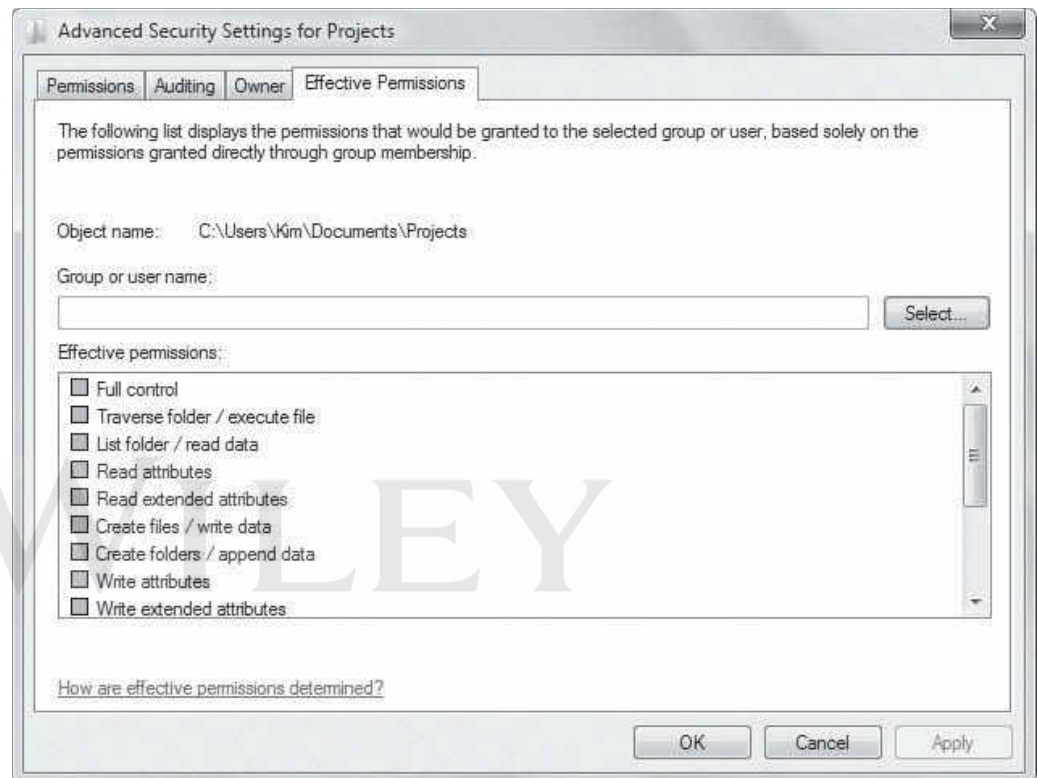 Advanced Security Settings for Projects
Permissions
Auditing
Owner
Effective Permissions
The following list displays the permissions that would be granted to the selected group or user, based solely on the
permissions granted directly through group membership.
Object name: C:\Users\Kim\Documents\Projects
Group or user name:
Select...
Effective permissions:
Full control
Traverse folder / execute file
List folder / read data
Read attributes
Read extended attributes
Create files / write data
Create folders / append data
Write attributes
Write extended attributes
WILEY
How are effective permissions determined?
OK
Cancel
Apply